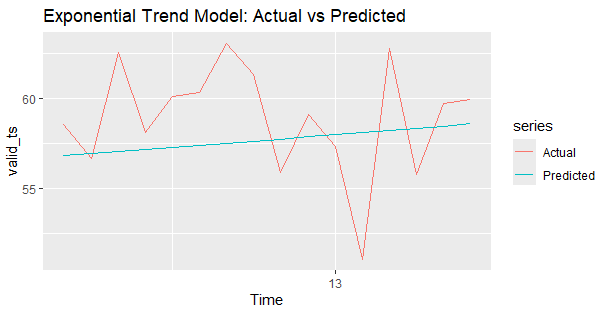 Exponential Trend Model: Actual vs Predicted
60
55
valid_ts
13
Time
series
Actual
Predicted